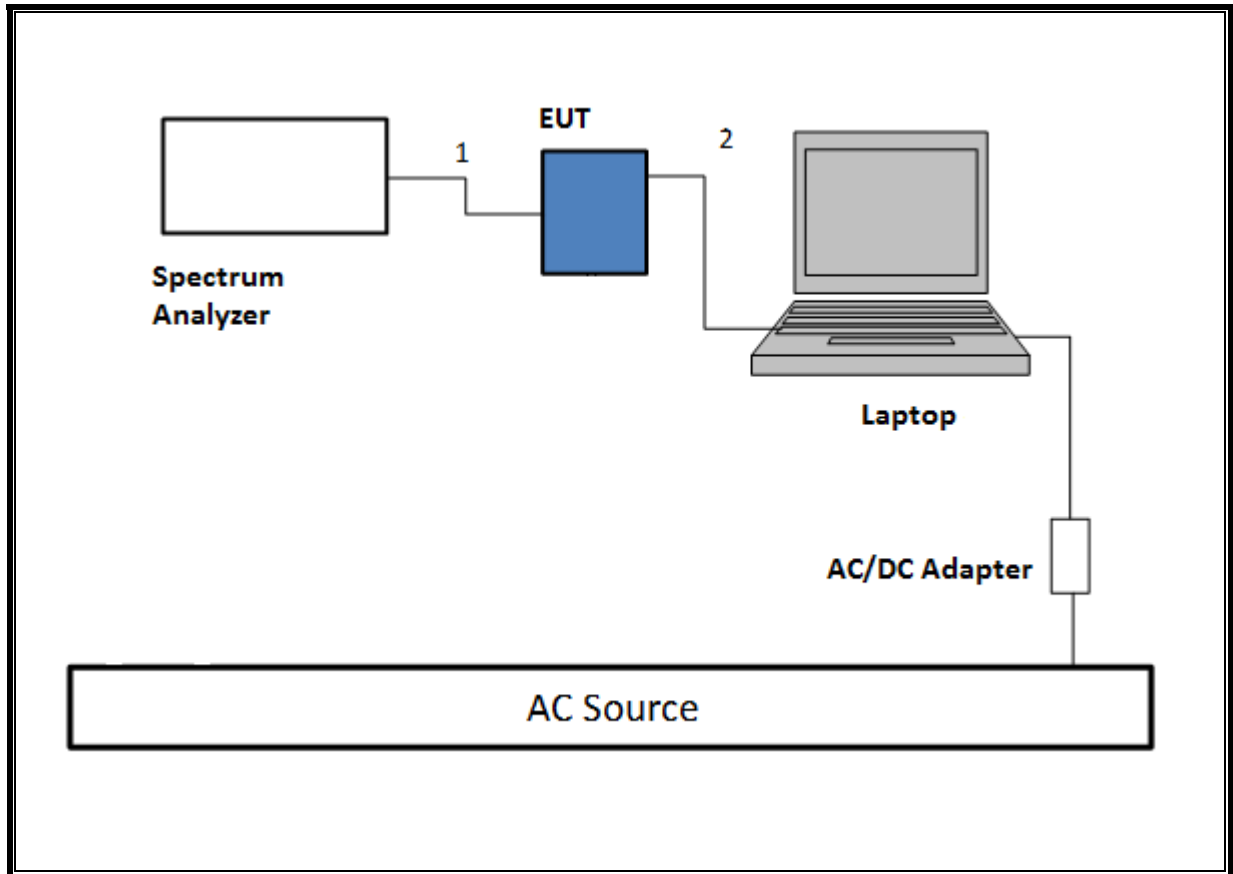 EUT
1
2
Spectrum
Analyzer
Laptop
AC/DC Adapter
AC Source